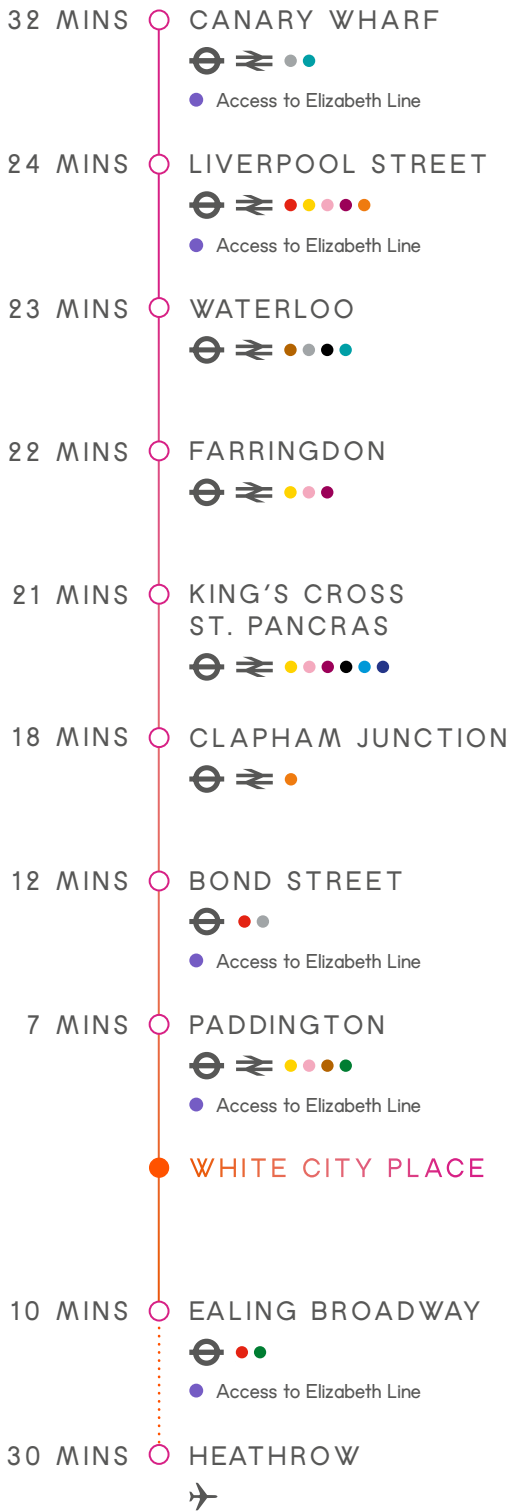 32 MINS CANARY WHARF
Access to Elizabeth Line
24 MINS LIVERPOOL STREET
Access to Elizabeth Line
23 MINS WATERLOO
22 MINS FARRINGDON
21 MINS KING'S CROSS
ST. PANCRAS
18 MINS CLAPHAM JUNCTION
12 MINS BOND STREET
Access to Elizabeth Line
7 MINS PADDINGTON
Access to Elizabeth Line
WHITE CITY PLACE
10 MINS EALING BROADWAY
Access to Elizabeth Line
30 MINS HEATHROW